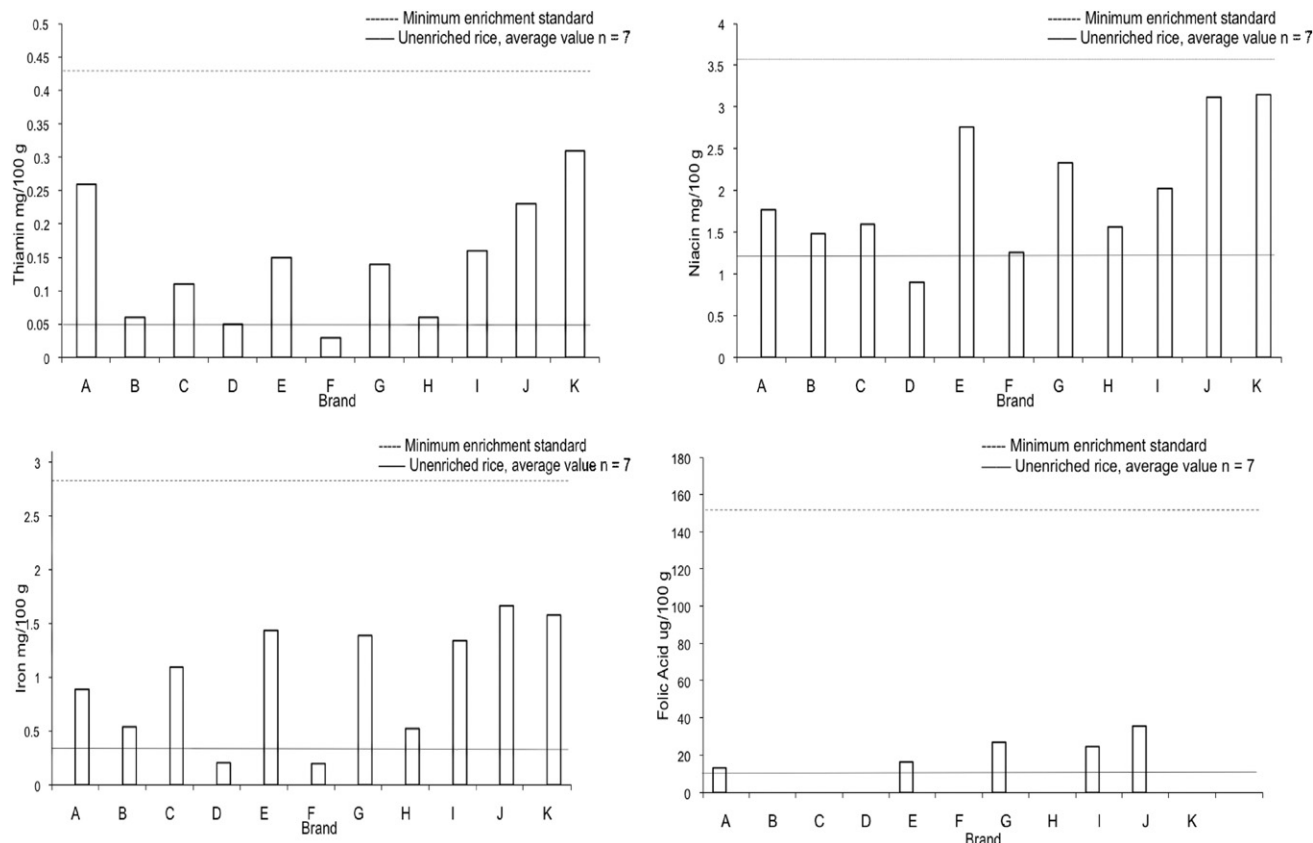 ------ Minimum enrichment standard
—— Unenriched rice, average value n = 7
Thiamin mg/100 g
0.5
0.45
0.4
0.35
0.3
0.25
0.2
0.15
0.1
0.05
0
A B C D E F G H I J K
Brand
------ Minimum enrichment standard
—— Unenriched rice, average value n = 7
Niacin mg/100 g
4
3.5
3
2.5
2
1.5
1
0.5
0
A B C D E F G H I J K
Brand
------ Minimum enrichment standard
—— Unenriched rice, average value n = 7
Iron mg/100 g
3
2.5
2
1.5
1
0.5
0
A B C D E F G H I J K
Brand
------ Minimum enrichment standard
—— Unenriched rice, average value n = 7
Folic Acid ug/100 g
180
160
140
120
100
80
60
40
20
0
A B C D E F G H I J K
Brand